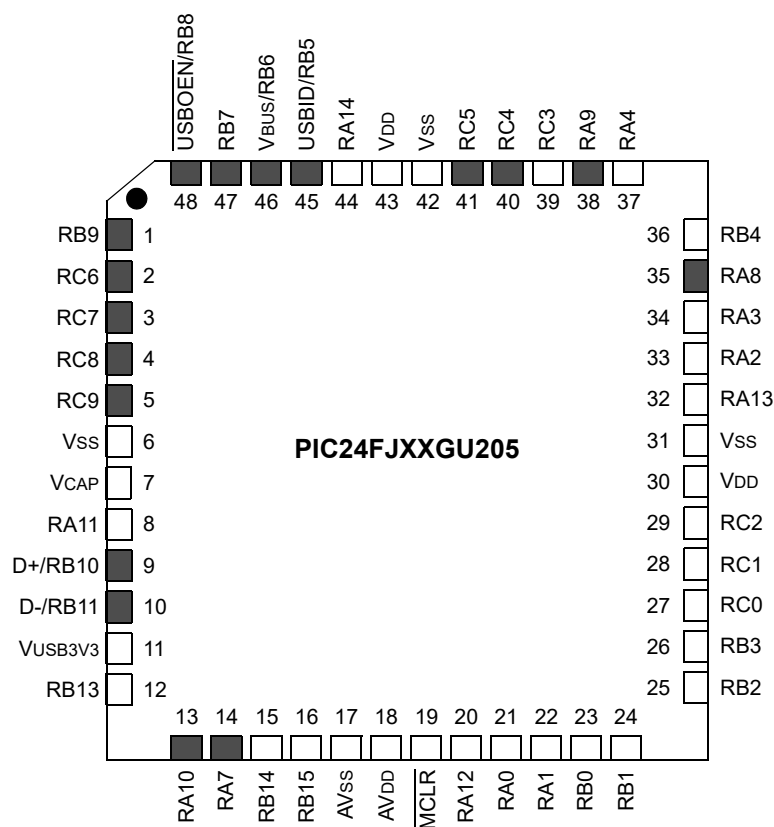 USBOEN/RB8
RB7
VBUS/RB6
USBID/RB5
RA14
VDD
VSS
RC5
RC4
RC3
RA9
RA4
48 47 46 45 44 43 42 41 40 39 38 37
RB9 1
RC6 2
RC7 3
RC8 4
RC9 5
VSS 6
VCAP 7
RA11 8
D+/RB10 9
D-/RB11 10
VUSB3V3 11
RB13 12
PIC24FJXXGU205
36 RB4
35 RA8
34 RA3
33 RA2
32 RA13
31 VSS
30 VDD
29 RC2
28 RC1
27 RC0
26 RB3
25 RB2
13 14 15 16 17 18 19 20 21 22 23 24
RA10
RA7
RB14
RB15
AVSS
AVDD
MCLR
RA12
RA0
RA1
RB0
RB1